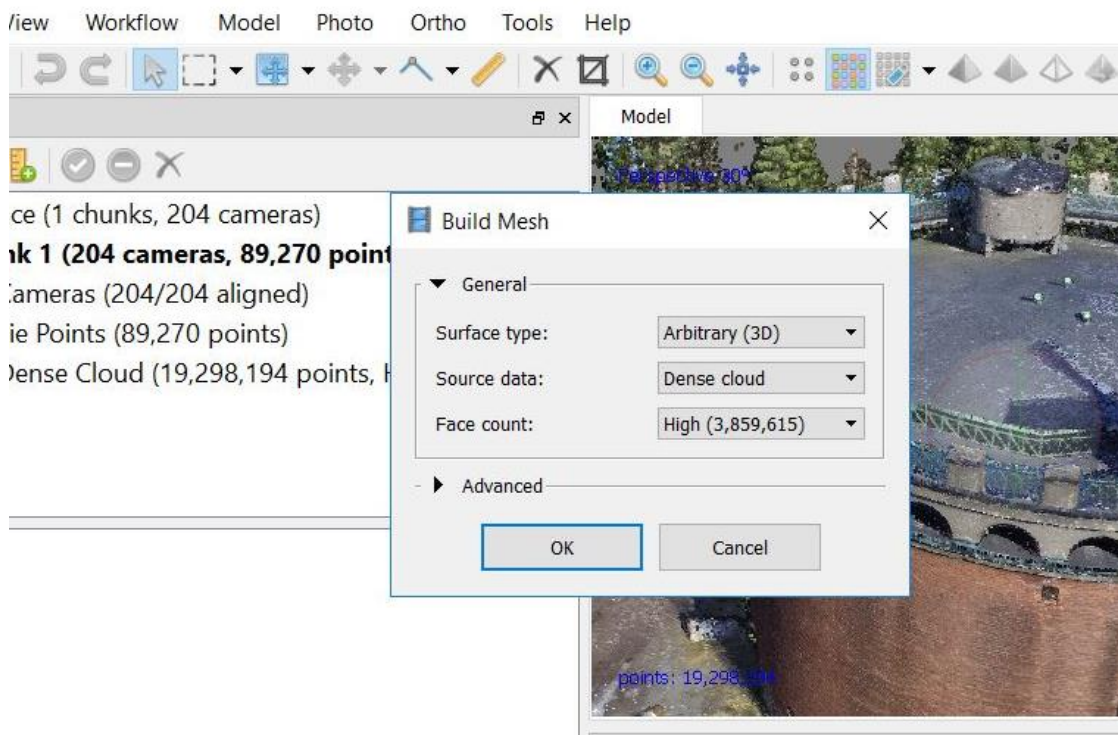 View Workflow Model Photo Ortho Tools Help
Model
Perspective 30°
ce (1 chunks, 204 cameras)
nk 1 (204 cameras, 89,270 point
Cameras (204/204 aligned)
ie Points (89,270 points)
Dense Cloud (19,298,194 points, H
Build Mesh
General
Surface type: Arbitrary (3D)
Source data: Dense cloud
Face count: High (3,859,615)
Advanced
OK Cancel
points: 19,298,194